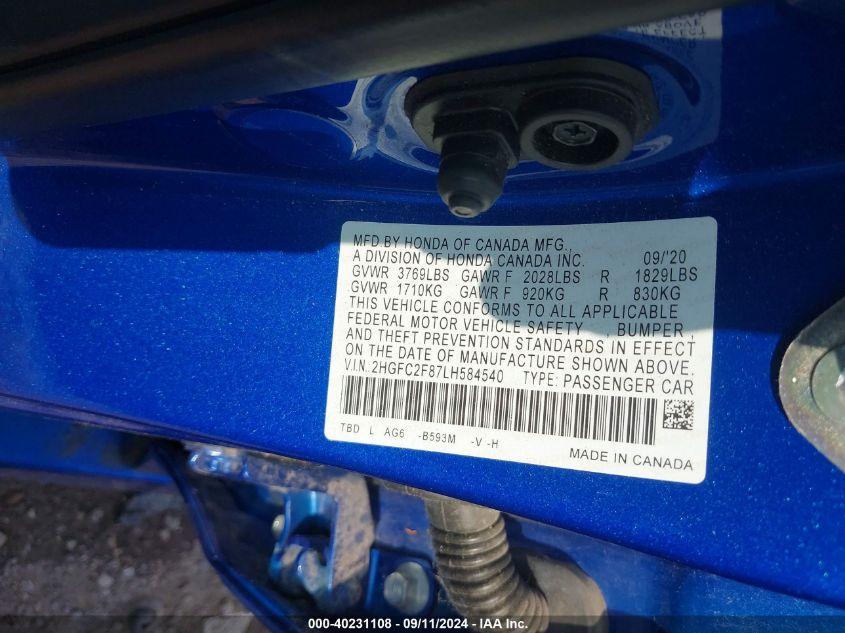 MFD.BY HONDA OF CANADA MFG.,
A DIVISION OF HONDA CANADA INC. 09/'20
GVWR 3769LBS GAWR F 2028LBS R 1829LBS
GVWR 1710KG GAWR F 920KG R 830KG
THIS VEHICLE CONFORMS TO ALL APPLICABLE
FEDERAL MOTOR VEHICLE SAFETY , BUMPER ,
AND THEFT PREVENTION STANDARDS IN EFFECT
ON THE DATE OF MANUFACTURE SHOWN ABOVE.
V.I.N.: 2HGFC2F87LH584540 TYPE: PASSENGER CAR
TBD L AG6 -B593M -V -H
MADE IN CANADA
000-40231108 - 09/11/2024 - IAA Inc.